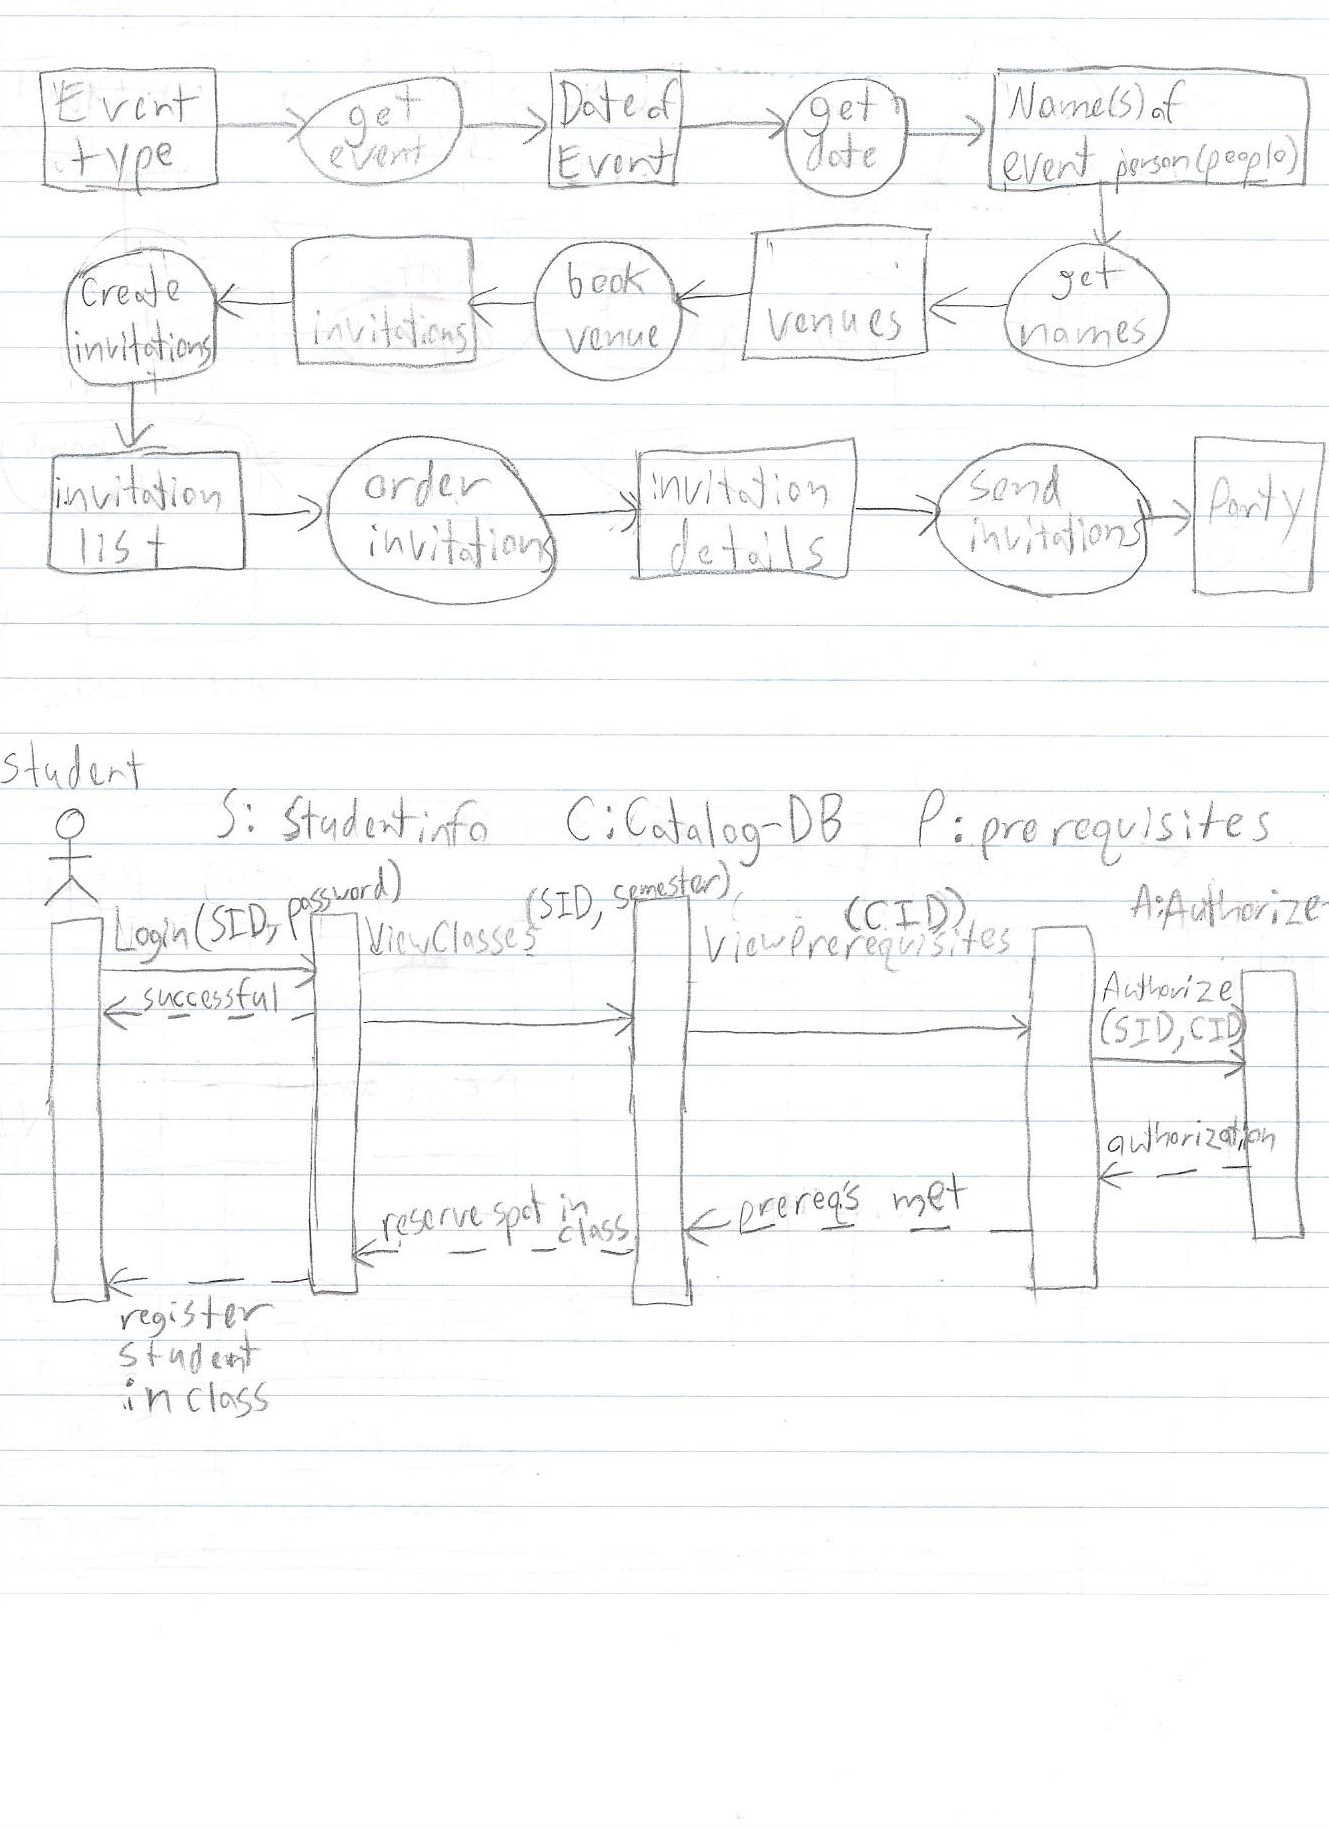 Event
type
get
event
Date of
Event
get
date
Name(s) of
event person(people)
get
names
venues
book
venue
invitations
Create
invitations
invitation
list
order
invitations
invitation
details
send
invitations
Party
Student
S: Studentinfo
C:Catalog-DB
P:prerequisites
A:Authorize
Login(SID, password)
successful
ViewClasses(SID, semester)
ViewPrerequisites(CID)
Authorize
(SID,CID)
authorization
prereq's met
reserve spot in
class
register
student
in class